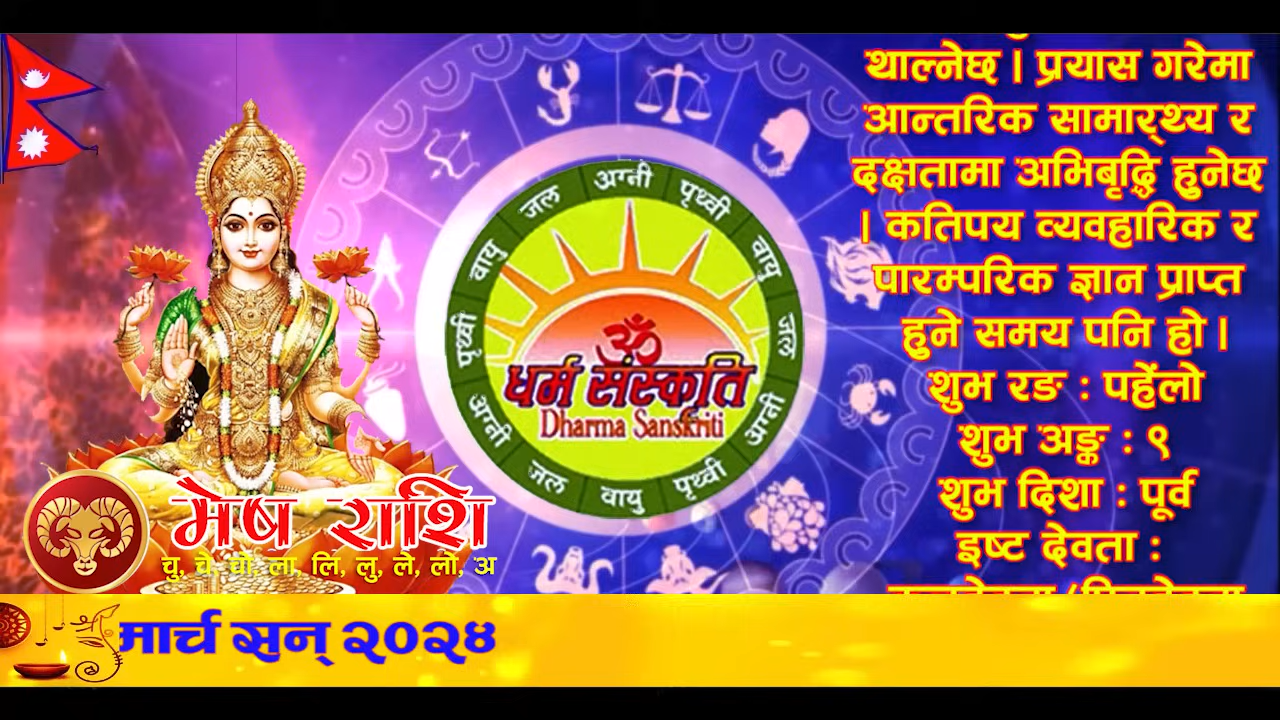 थाल्नेछ । प्रयास गरेमा
आन्तरिक सामार्थ्य र
दक्षतामा अभिबृद्धि हुनेछ
। कतिपय व्यवहारिक र
पारम्परिक ज्ञान प्राप्त
हुने समय पनि हो ।
शुभ रङ : पहेंलो
शुभ अङ्क : ९
शुभ दिशा : पूर्व
इष्ट देवता :
अग्नी
पृथ्वी
वायु
जल
अग्नी
पृथ्वी
वायु
जल
अग्नी
पृथ्वी
वायु
जल
ॐ
धर्म संस्कृति
Dharma Sanskriti
मेष राशि
चु, चे, चो, ला, लि, लु, ले, लो, अ
श्री
मार्च सन् २०२४